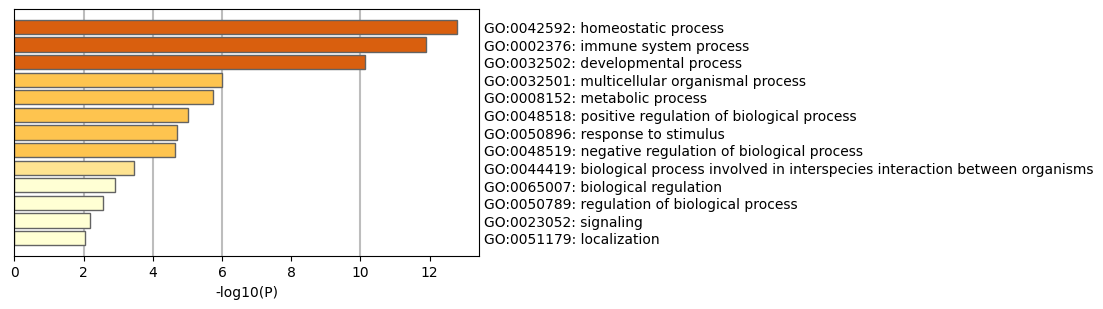 GO:0042592: homeostatic process
GO:0002376: immune system process
GO:0032502: developmental process
GO:0032501: multicellular organismal process
GO:0008152: metabolic process
GO:0048518: positive regulation of biological process
GO:0050896: response to stimulus
GO:0048519: negative regulation of biological process
GO:0044419: biological process involved in interspecies interaction between organisms
GO:0065007: biological regulation
GO:0050789: regulation of biological process
GO:0023052: signaling
GO:0051179: localization
0 2 4 6 8 10 12
-log10(P)